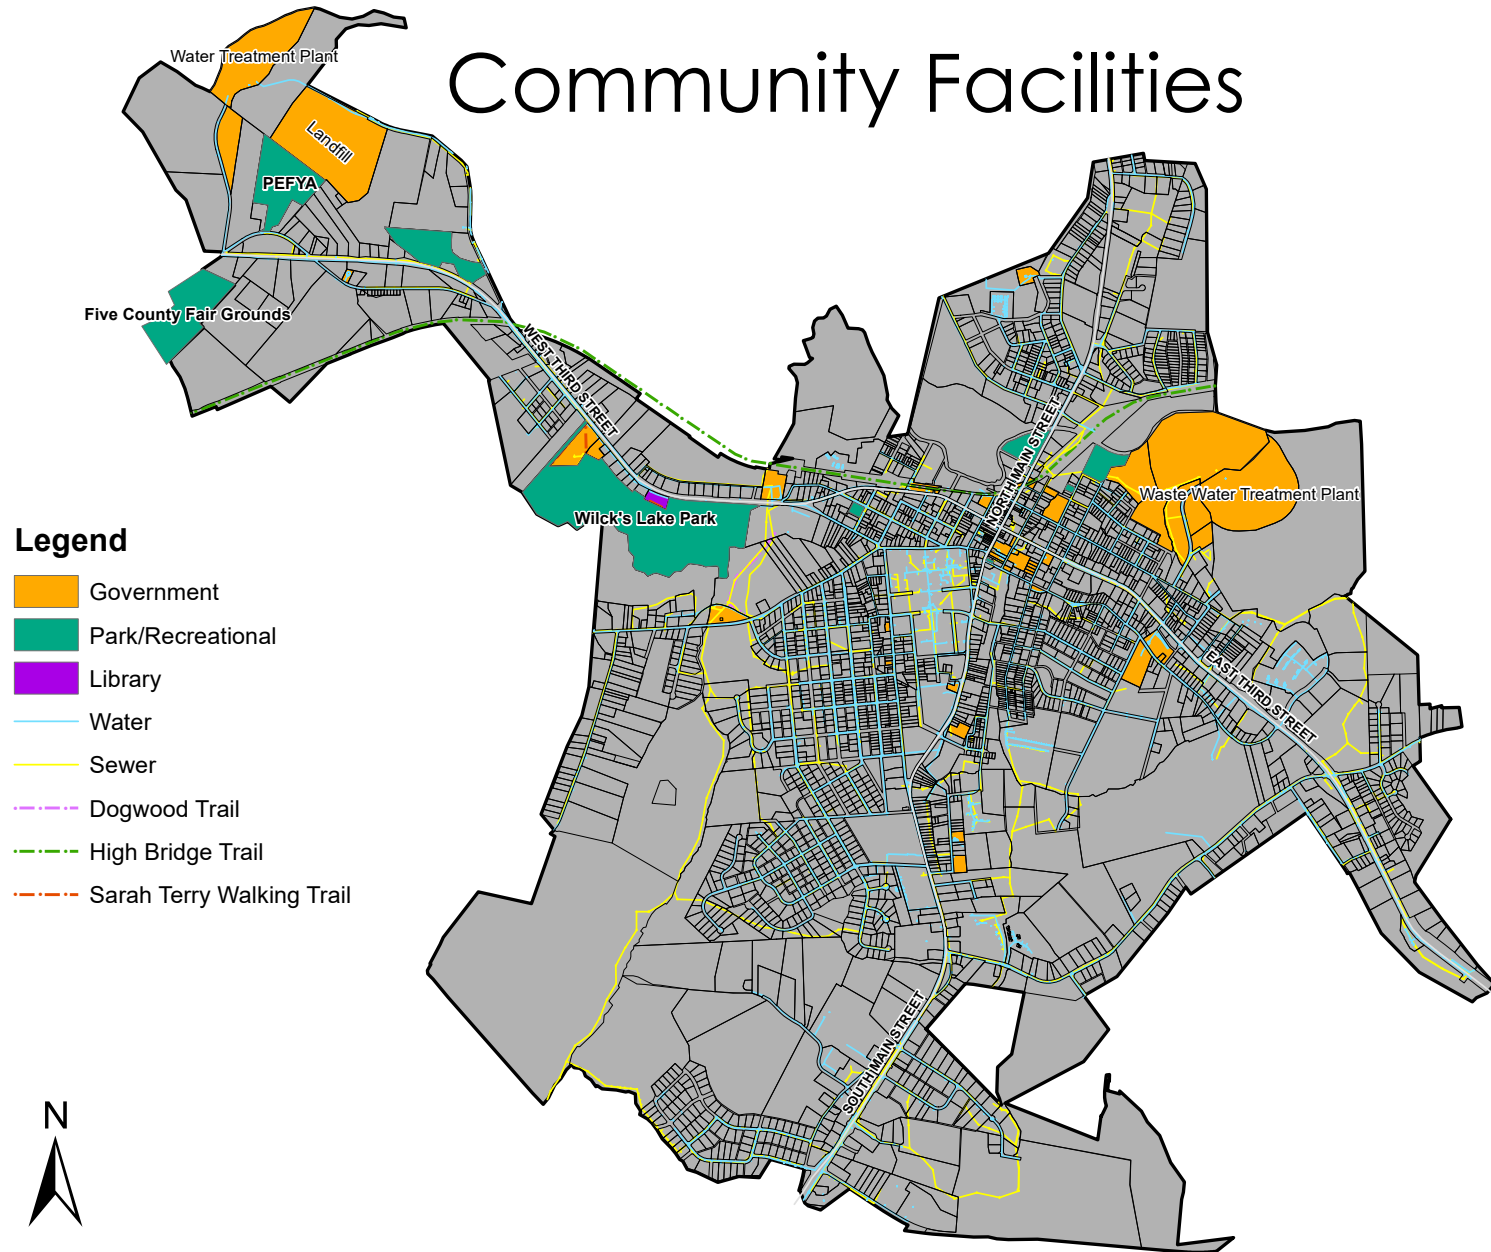 Community Facilities
Water Treatment Plant
Landfill
PEFYA
Five County Fair Grounds
WEST THIRD STREET
NORTH MAIN STREET
Waste Water Treatment Plant
Wilck's Lake Park
EAST THIRD STREET
SOUTH MAIN STREET
Legend
Government
Park/Recreational
Library
Water
Sewer
Dogwood Trail
High Bridge Trail
Sarah Terry Walking Trail
N